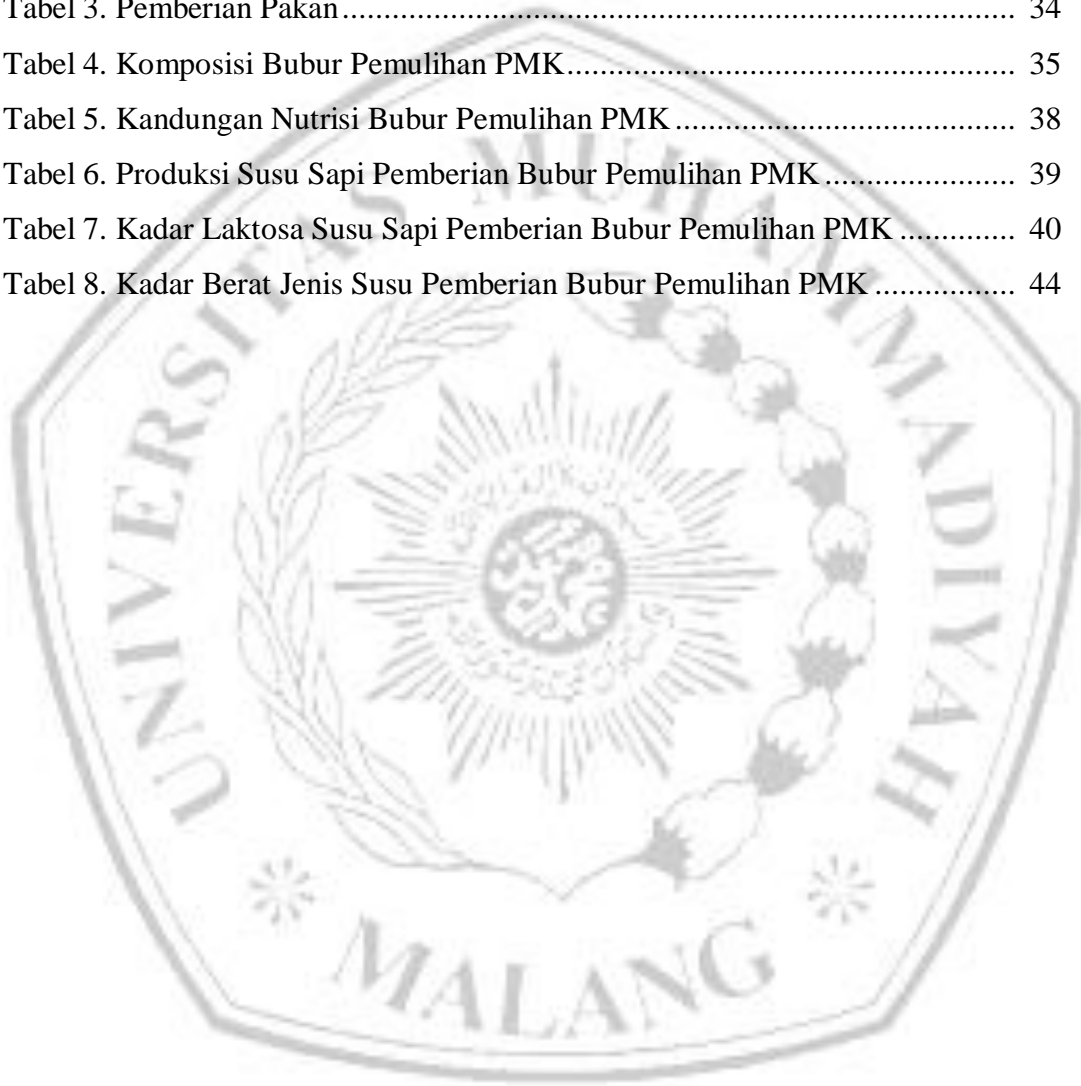 Tabel 3. Pemberian Pakan........................................................................................ 34
Tabel 4. Komposisi Bubur Pemulihan PMK......................................................... 35
Tabel 5. Kandungan Nutrisi Bubur Pemulihan PMK........................................... 38
Tabel 6. Produksi Susu Sapi Pemberian Bubur Pemulihan PMK........................ 39
Tabel 7. Kadar Laktosa Susu Sapi Pemberian Bubur Pemulihan PMK.............. 40
Tabel 8. Kadar Berat Jenis Susu Pemberian Bubur Pemulihan PMK................. 44
UNIVERSITAS MUHAMMADIYAH
MALANG